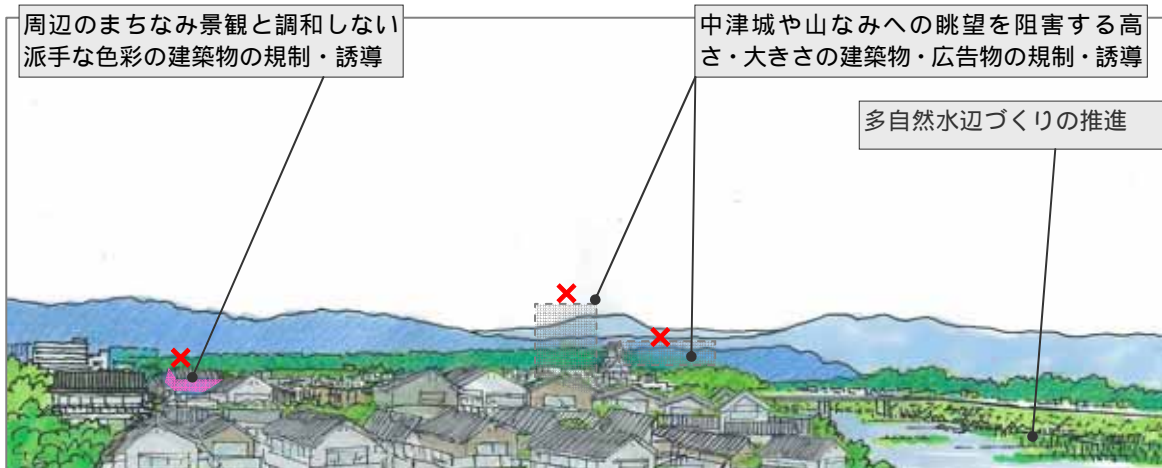 周辺のまちなみ景観と調和しない
派手な色彩の建築物の規制・誘導
中津城や山なみへの眺望を阻害する高
さ・大きさの建築物・広告物の規制・誘導
多自然水辺づくりの推進